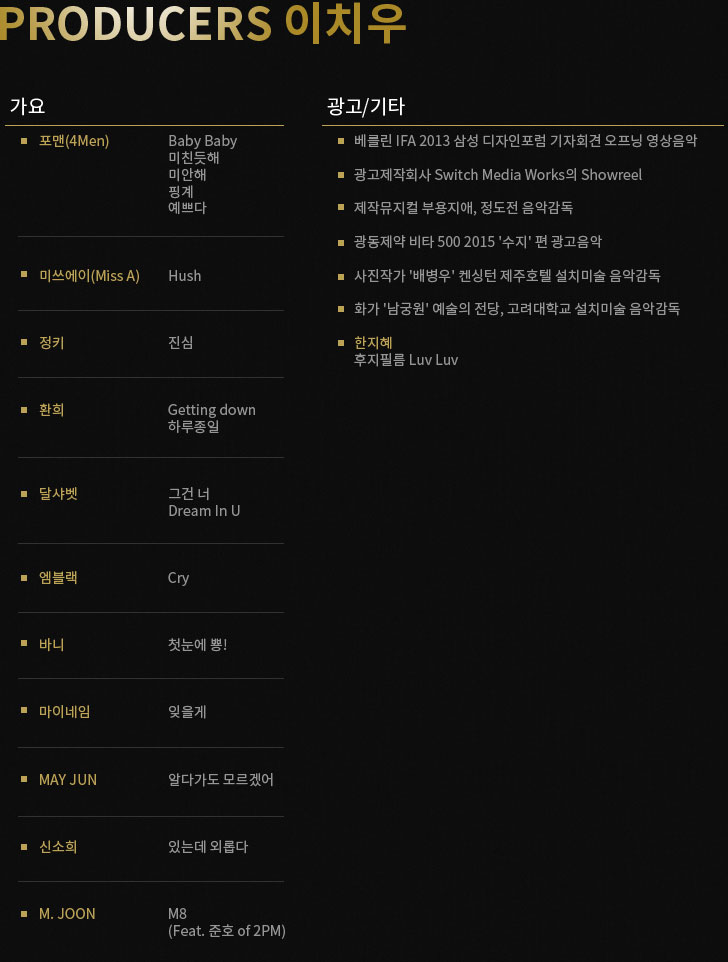 PRODUCERS 이치우
가요
포맨(4Men) Baby Baby
미친듯해
미안해
핑계
예쁘다
미쓰에이(Miss A) Hush
정키 진심
환희 Getting down
하루종일
달샤벳 그건 너
Dream In U
엠블랙 Cry
바니 첫눈에 뿅!
마이네임 잊을게
MAY JUN 알다가도 모르겠어
신소희 있는데 외롭다
M. JOON M8
(Feat. 준호 of 2PM)
광고/기타
베를린 IFA 2013 삼성 디자인포럼 기자회견 오프닝 영상음악
광고제작회사 Switch Media Works의 Showreel
제작뮤지컬 부용지애, 정도전 음악감독
광동제약 비타 500 2015 '수지' 편 광고음악
사진작가 '배병우' 켄싱턴 제주호텔 설치미술 음악감독
화가 '남궁원' 예술의 전당, 고려대학교 설치미술 음악감독
한지혜
후지필름 Luv Luv